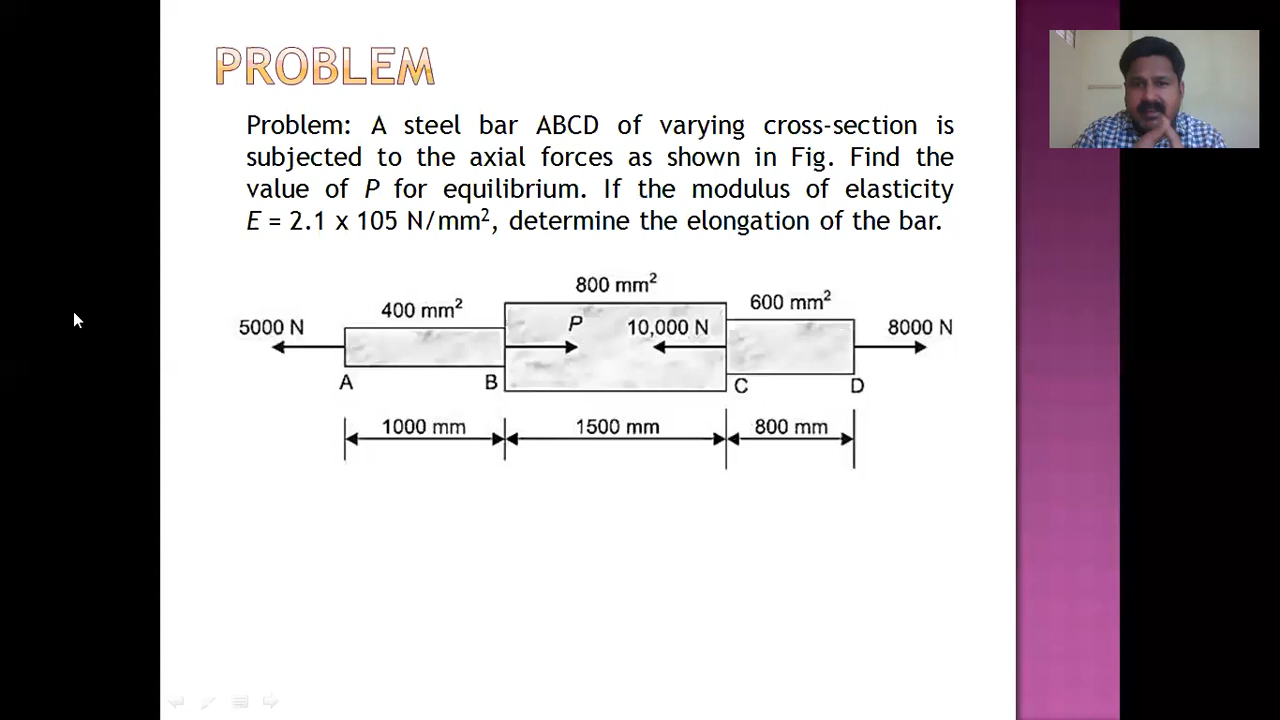 PROBLEM
Problem: A steel bar ABCD of varying cross-section is
subjected to the axial forces as shown in Fig. Find the
value of P for equilibrium. If the modulus of elasticity
E = 2.1 x 105 N/mm², determine the elongation of the bar.
800 mm²
400 mm²
600 mm²
5000 N
P
10,000 N
8000 N
A
B
C
D
1000 mm
1500 mm
800 mm